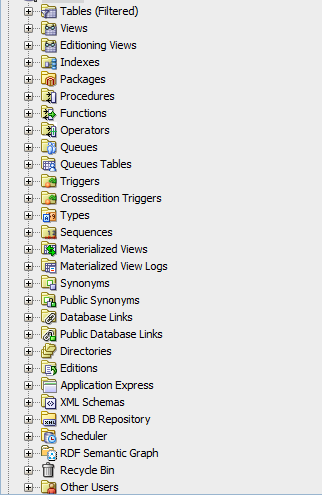 Tables (Filtered)
Views
Editioning Views
Indexes
Packages
Procedures
Functions
Operators
Queues
Queues Tables
Triggers
Crossedition Triggers
Types
Sequences
Materialized Views
Materialized View Logs
Synonyms
Public Synonyms
Database Links
Public Database Links
Directories
Editions
Application Express
XML Schemas
XML DB Repository
Scheduler
RDF Semantic Graph
Recycle Bin
Other Users